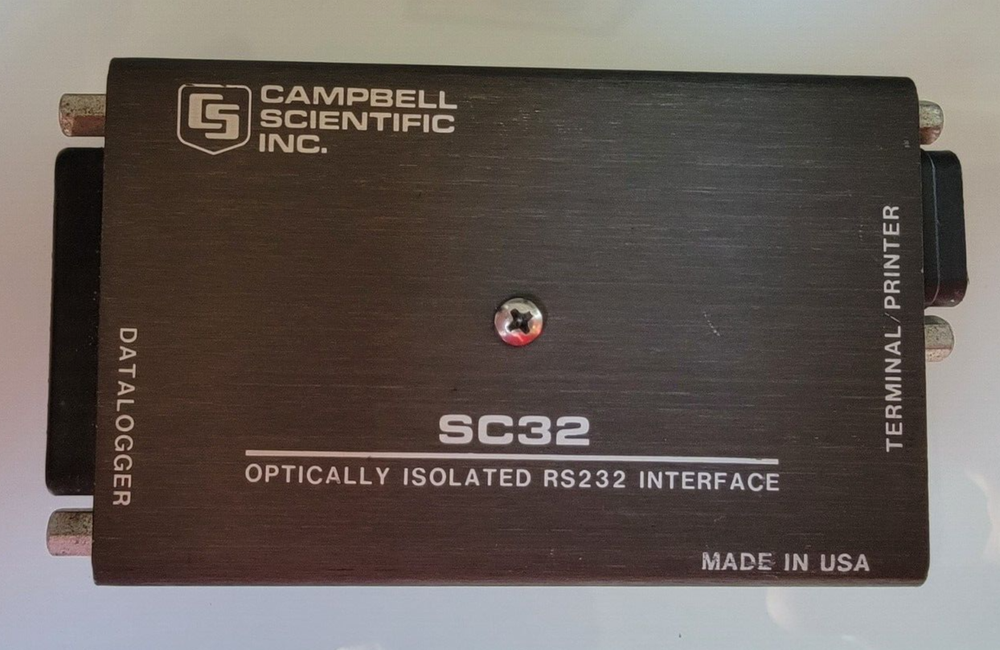 CS
CAMPBELL
SCIENTIFIC
INC.
DATALOGGER
TERMINAL/PRINTER
SC32
OPTICALLY ISOLATED RS232 INTERFACE
MADE IN USA